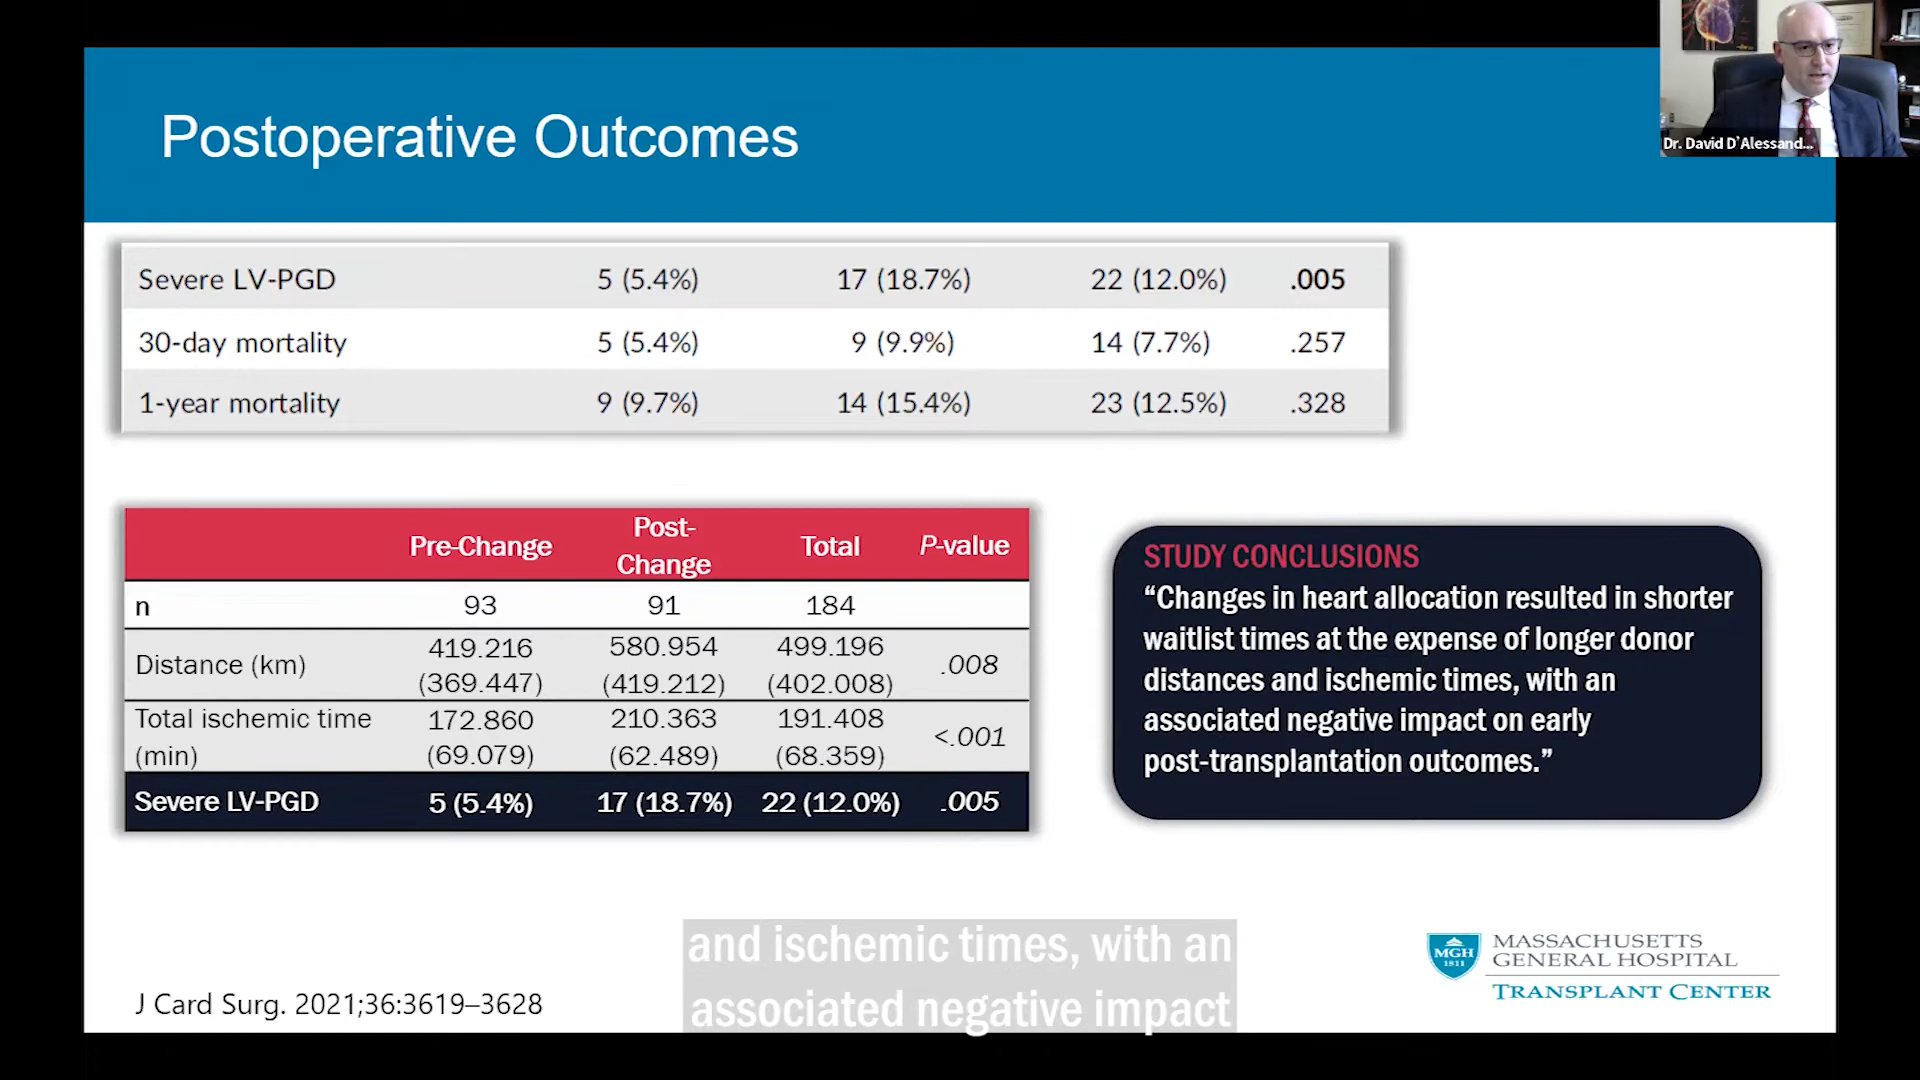 Postoperative Outcomes
Dr. David D'Alessand...
Severe LV-PGD 5 (5.4%) 17 (18.7%) 22 (12.0%) .005
30-day mortality 5 (5.4%) 9 (9.9%) 14 (7.7%) .257
1-year mortality 9 (9.7%) 14 (15.4%) 23 (12.5%) .328
Pre-Change Post-Change Total P-value
n 93 91 184
Distance (km) 419.216 (369.447) 580.954 (419.212) 499.196 (402.008) .008
Total ischemic time (min) 172.860 (69.079) 210.363 (62.489) 191.408 (68.359) <.001
Severe LV-PGD 5 (5.4%) 17 (18.7%) 22 (12.0%) .005
STUDY CONCLUSIONS
“Changes in heart allocation resulted in shorter
waitlist times at the expense of longer donor
distances and ischemic times, with an
associated negative impact on early
post-transplantation outcomes.”
and ischemic times, with an
associated negative impact
J Card Surg. 2021;36:3619–3628
MGH
1811
MASSACHUSETTS
GENERAL HOSPITAL
TRANSPLANT CENTER